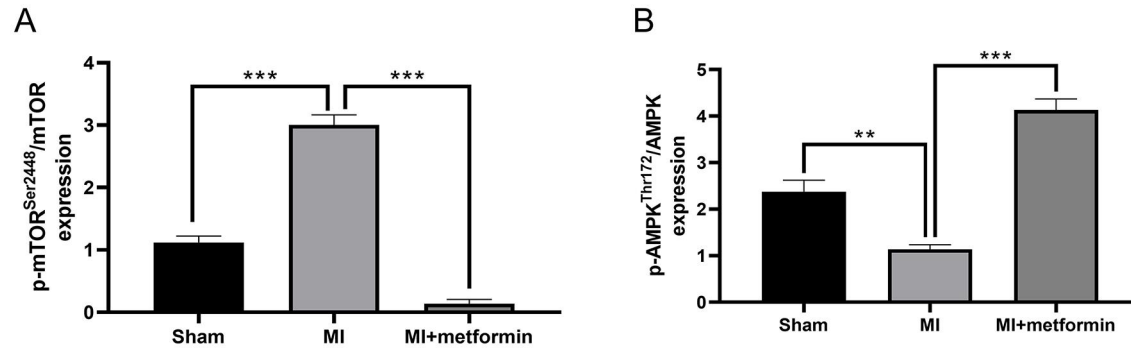 A
p-mTORSer2448/mTOR
expression
4
3
2
1
0
***
***
Sham
MI
MI+metformin
B
p-AMPKThr172/AMPK
expression
5
4
3
2
1
0
**
***
Sham
MI
MI+metformin